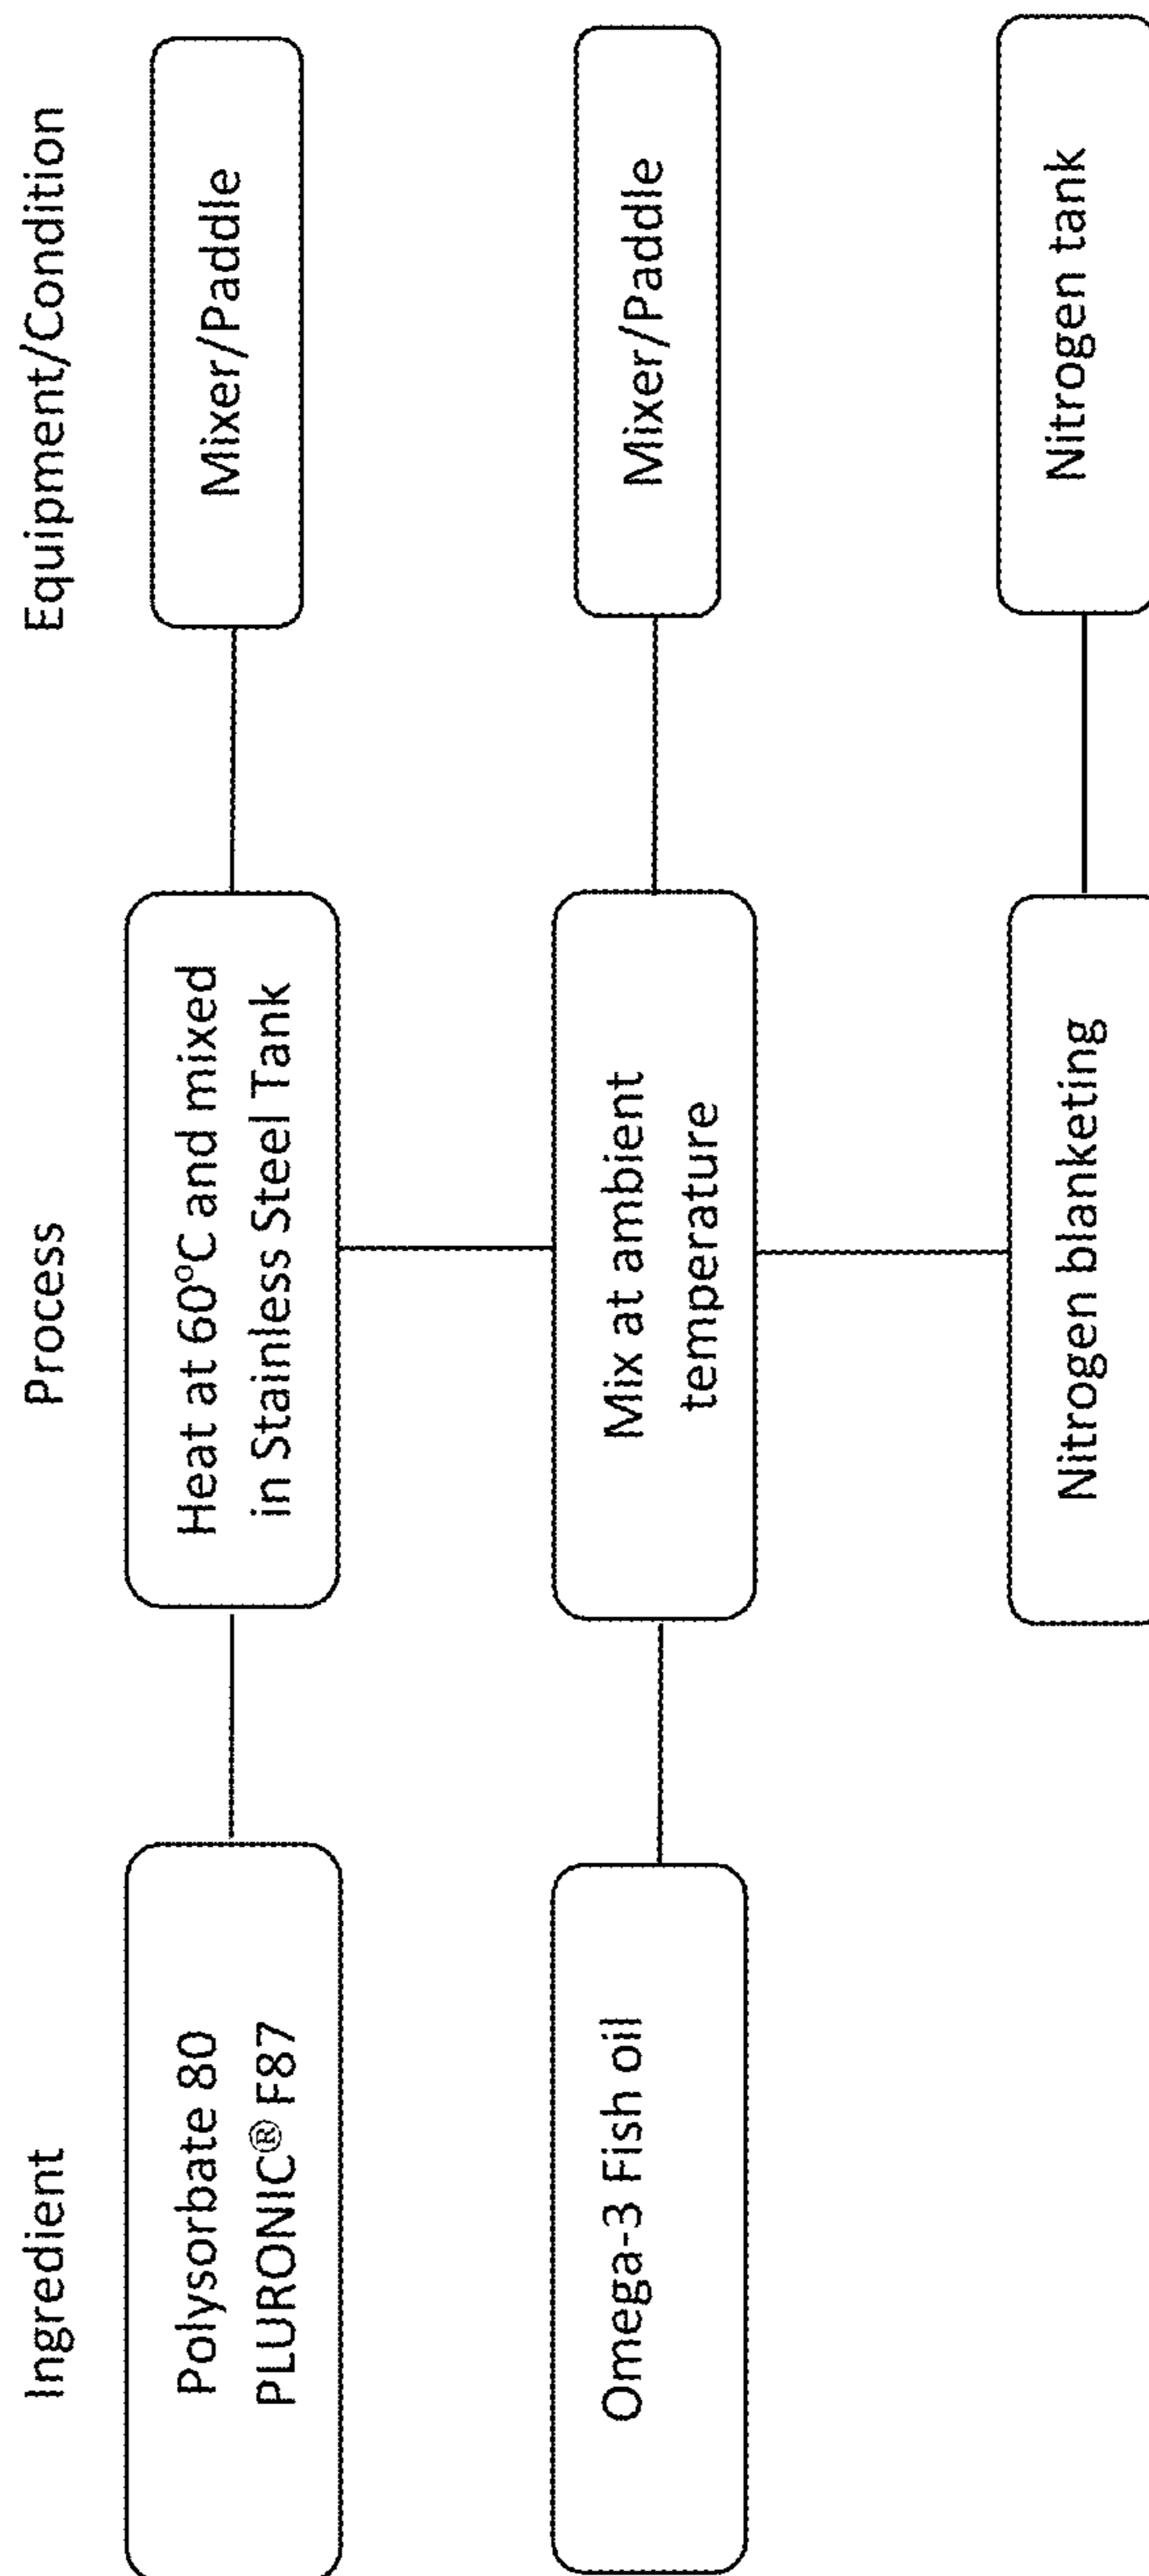 Ingredient
Process
Equipment/Condition
Polysorbate 80
PLURONIC® F87
Heat at 60°C and mixed
in Stainless Steel Tank
Mixer/Paddle
Omega-3 Fish oil
Mix at ambient
temperature
Mixer/Paddle
Nitrogen blanketing
Nitrogen tank